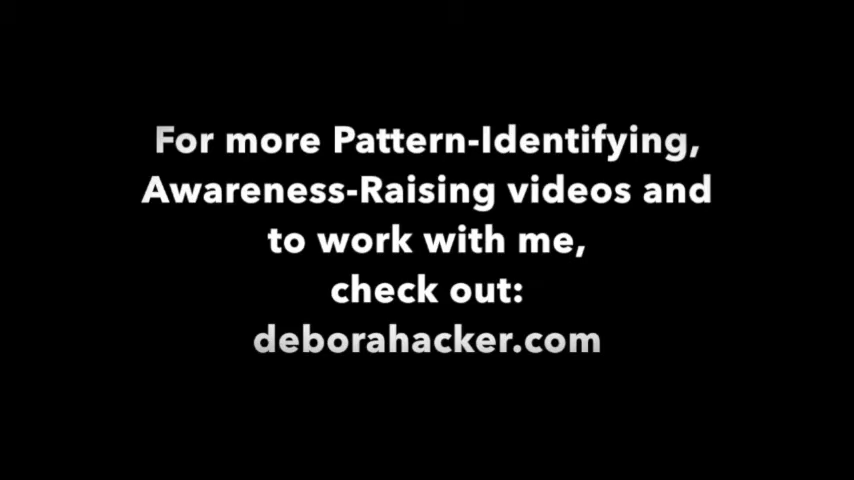 For more Pattern-Identifying,
Awareness-Raising videos and
to work with me,
check out:
deborahacker.com